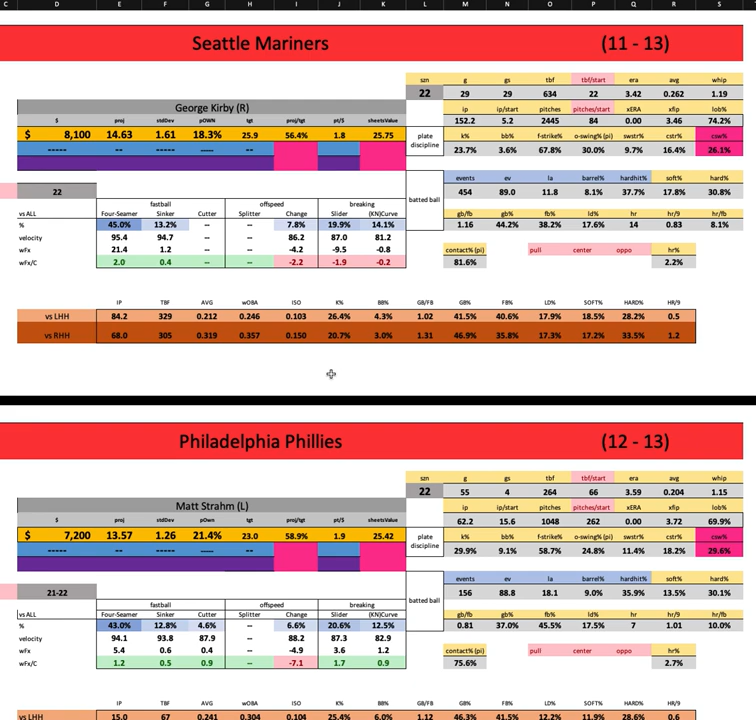 C D E F G H I J K L M N O P Q R S
Seattle Mariners (11 - 13)
szn g gs tbf tbf/start era avg whip
22 29 29 634 22 3.42 0.262 1.19
George Kirby (R) ip ip/start pitches pitches/start xERA xfip lob%
152.2 5.2 2445 84 0.00 3.46 74.2%
$ proj stdDev pOWN tgt proj/tgt pt/$ sheetsValue
$ 8,100 14.63 1.61 18.3% 25.9 56.4% 1.8 25.75
plate discipline k% bb% f-strike% o-swing% (pi) swstr% cstr% csw%
----- -- -- ----- --
23.7% 3.6% 67.8% 30.0% 9.7% 16.4% 26.1%
events ev la barrel% hardhit% soft% hard%
22 batted ball 454 89.0 11.8 8.1% 37.7% 17.8% 30.8%
fastball offspeed breaking
vs ALL Four-Seamer Sinker Cutter Splitter Change Slider (KN)Curve gb/fb gb% fb% ld% hr hr/9 hr/fb
% 45.0% 13.2% -- -- 7.8% 19.9% 14.1% 1.16 44.2% 38.2% 17.6% 14 0.83 8.1%
velocity 95.4 94.7 -- -- 86.2 87.0 81.2
wFx 21.4 1.2 -- -- -4.2 -9.5 -0.8 contact% (pi) pull center oppo hr%
wFx/C 2.0 0.4 -- -- -2.2 -1.9 -0.2 81.6% 2.2%
IP TBF AVG wOBA ISO K% BB% GB/FB GB% FB% LD% SOFT% HARD% HR/9
vs LHH 84.2 329 0.212 0.246 0.103 26.4% 4.3% 1.02 41.5% 40.6% 17.9% 18.5% 28.2% 0.5
vs RHH 68.0 305 0.319 0.357 0.150 20.7% 3.0% 1.31 46.9% 35.8% 17.3% 17.2% 33.5% 1.2
Philadelphia Phillies (12 - 13)
szn g gs tbf tbf/start era avg whip
22 55 4 264 66 3.59 0.204 1.15
Matt Strahm (L) ip ip/start pitches pitches/start xERA xfip lob%
62.2 15.6 1048 262 0.00 3.72 69.9%
$ proj stdDev pOwn tgt proj/tgt pt/$ sheetsValue
$ 7,200 13.57 1.26 21.4% 23.0 58.9% 1.9 25.42
plate discipline k% bb% f-strike% o-swing% (pi) swstr% cstr% csw%
----- -- -- ----- --
29.9% 9.1% 58.7% 24.8% 11.4% 18.2% 29.6%
events ev la barrel% hardhit% soft% hard%
21-22 batted ball 156 88.8 18.1 9.0% 35.9% 13.5% 30.1%
fastball offspeed breaking
vs ALL Four-Seamer Sinker Cutter Splitter Change Slider (KN)Curve gb/fb gb% fb% ld% hr hr/9 hr/fb
% 43.0% 12.8% 4.6% -- 6.6% 20.6% 12.5% 0.81 37.0% 45.5% 17.5% 7 1.01 10.0%
velocity 94.1 93.8 87.9 -- 88.2 87.3 82.9
wFx 5.4 0.6 0.4 -- -4.9 3.6 1.2 contact% (pi) pull center oppo hr%
wFx/C 1.2 0.5 0.9 -- -7.1 1.7 0.9 75.6% 2.7%
IP TBF AVG wOBA ISO K% BB% GB/FB GB% FB% LD% SOFT% HARD% HR/9
vs LHH 15.0 67 0.241 0.304 0.104 25.4% 6.0% 1.12 46.3% 41.5% 12.2% 11.9% 28.6% 0.6